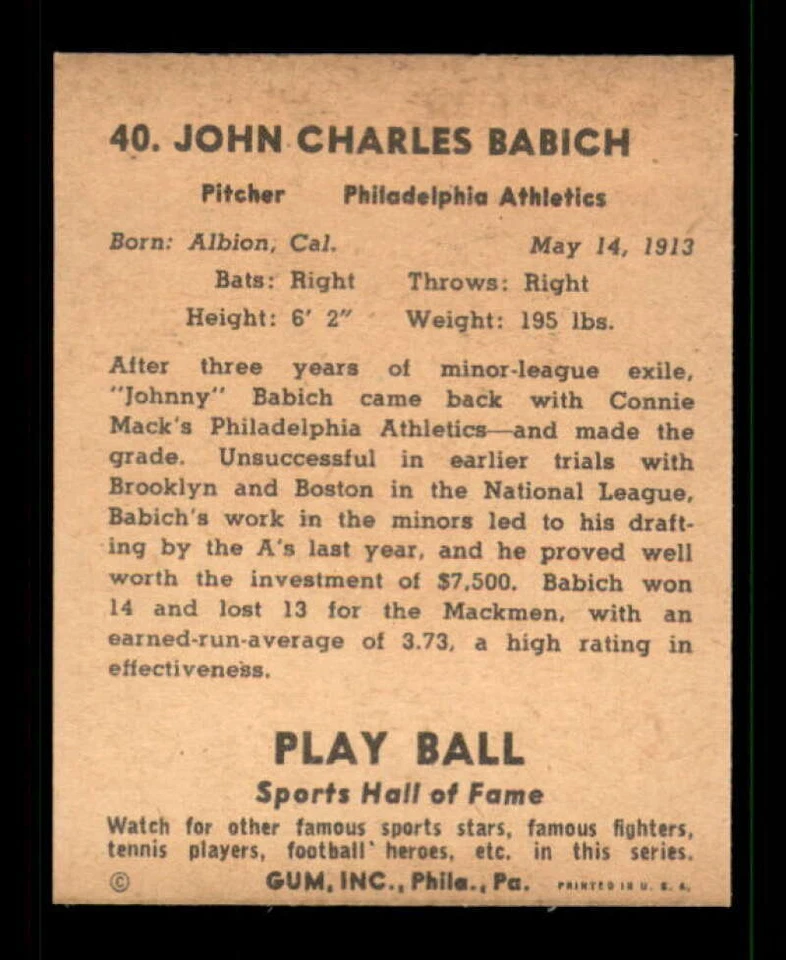 40. JOHN CHARLES BABICH
Pitcher Philadelphia Athletics
Born: Albion, Cal. May 14, 1913
Bats: Right Throws: Right
Height: 6' 2" Weight: 195 lbs.
After three years of minor-league exile,
"Johnny" Babich came back with Connie
Mack's Philadelphia Athletics—and made the
grade. Unsuccessful in earlier trials with
Brooklyn and Boston in the National League,
Babich's work in the minors led to his draft-
ing by the A's last year, and he proved well
worth the investment of $7,500. Babich won
14 and lost 13 for the Mackmen, with an
earned-run-average of 3.73, a high rating in
effectiveness.
PLAY BALL
Sports Hall of Fame
Watch for other famous sports stars, famous fighters,
tennis players, football heroes, etc. in this series.
© GUM, INC., Phila., Pa. PRINTED IN U. S. A.